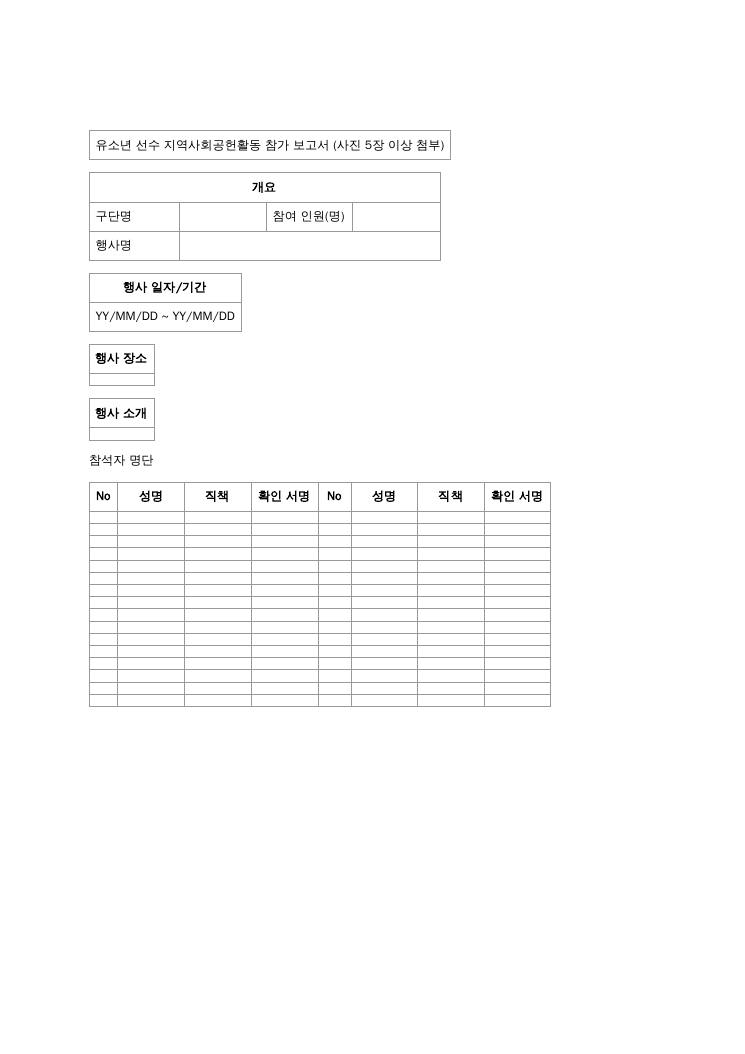 유소년 선수 지역사회공헌활동 참가 보고서 (사진 5장 이상 첨부)
개요
구단명 참여 인원(명)
행사명
행사 일자/기간
YY/MM/DD ~ YY/MM/DD
행사 장소
행사 소개
참석자 명단
No 성명 직책 확인 서명 No 성명 직책 확인 서명